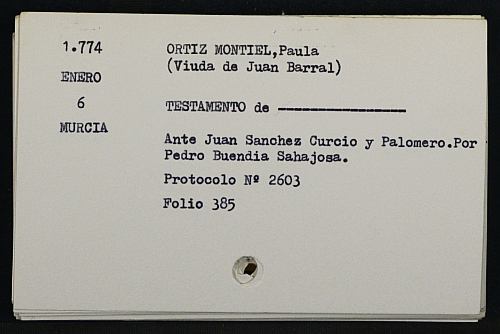 1.774
ENERO
6
MURCIA
ORTIZ MONTIEL,Paula
(Viuda de Juan Barral)
TESTAMENTO de ----------------
Ante Juan Sanchez Curcio y Palomero.Por
Pedro Buendia Sahajosa.
Protocolo Nº 2603
Folio 385